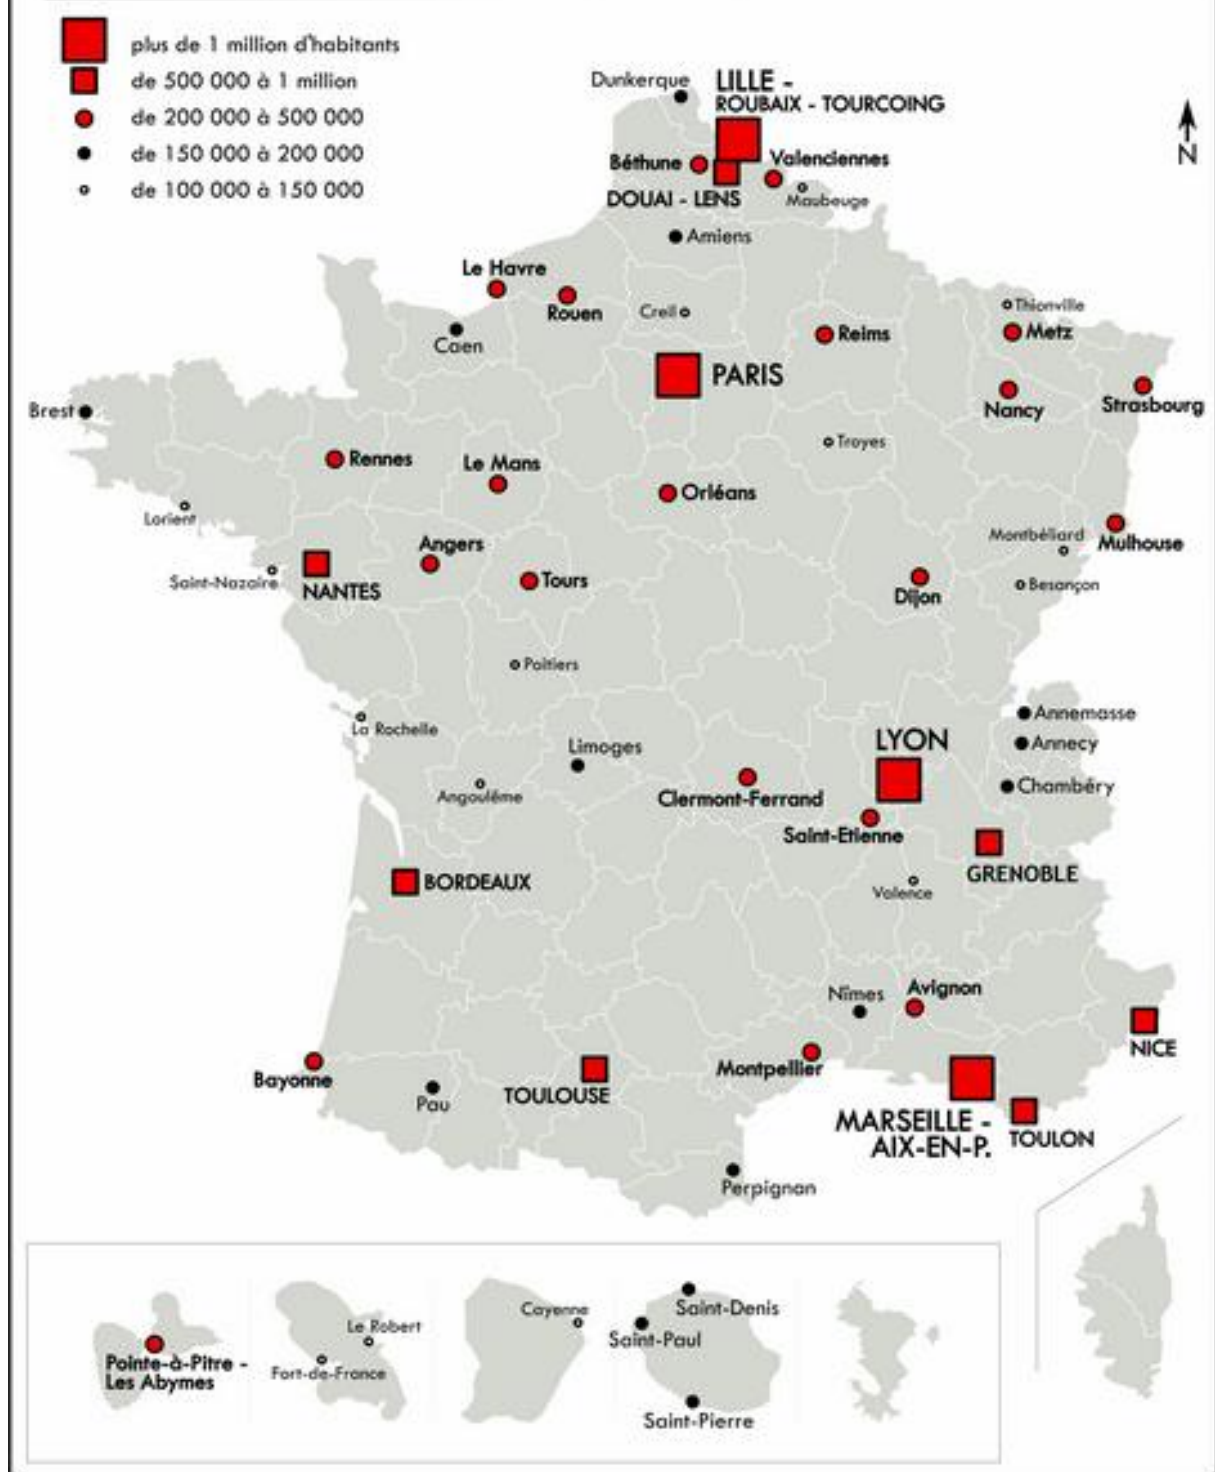 plus de 1 million d'habitants
de 500 000 à 1 million
de 200 000 à 500 000
de 150 000 à 200 000
de 100 000 à 150 000
N
Dunkerque
LILLE -
ROUBAIX - TOURCOING
Béthune
Valenciennes
DOUAI - LENS
Maubeuge
Amiens
Le Havre
Rouen
Creil
Thionville
Caen
Reims
Metz
PARIS
Brest
Nancy
Strasbourg
Troyes
Rennes
Le Mans
Orléans
Lorient
Montbéliard
Mulhouse
Angers
Saint-Nazaire
NANTES
Tours
Dijon
Besançon
Poitiers
La Rochelle
Annemasse
LYON
Annecy
Limoges
Chambéry
Angoulême
Clermont-Ferrand
Saint-Etienne
GRENOBLE
BORDEAUX
Valence
Nîmes
Avignon
NICE
Bayonne
Montpellier
Pau
TOULOUSE
MARSEILLE -
AIX-EN-P.
TOULON
Perpignan
Pointe-à-Pitre -
Les Abymes
Le Robert
Fort-de-France
Cayenne
Saint-Denis
Saint-Paul
Saint-Pierre